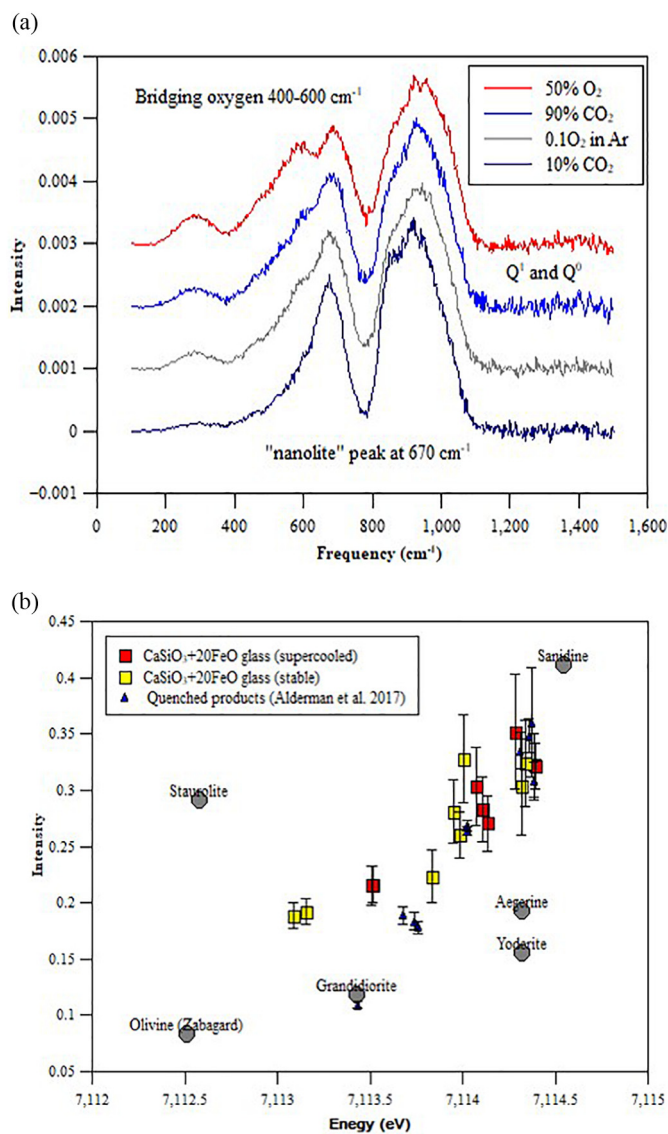 (a)
0.006
0.005
0.004
0.003
0.002
0.001
0
−0.001
Intensity
Bridging oxygen 400-600 cm⁻¹
50% O₂
90% CO₂
0.1O₂ in Ar
10% CO₂
Q¹ and Q⁰
"nanolite" peak at 670 cm⁻¹
0 200 400 600 800 1,000 1,200 1,400 1,600
Frequency (cm⁻¹)
(b)
0.45
0.4
0.35
0.3
0.25
0.2
0.15
0.1
0.05
Intensity
CaSiO₃+20FeO glass (supercooled)
CaSiO₃+20FeO glass (stable)
Quenched products (Alderman et al. 2017)
Sanidine
Staurolite
Aegerine
Yoderite
Grandidiorite
Olivine (Zabagard)
7,112 7,112.5 7,113 7,113.5 7,114 7,114.5 7,115
Enegy (eV)